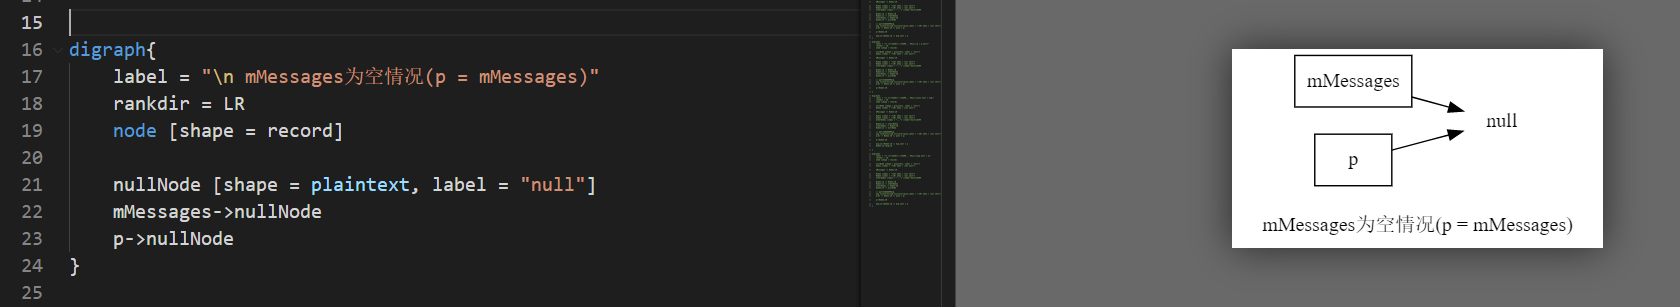 15
16 digraph{
17 label = "\n mMessages为空情况(p = mMessages)"
18 rankdir = LR
19 node [shape = record]
20
21 nullNode [shape = plaintext, label = "null"]
22 mMessages->nullNode
23 p->nullNode
24 }
25
mMessages
null
p
mMessages为空情况(p = mMessages)